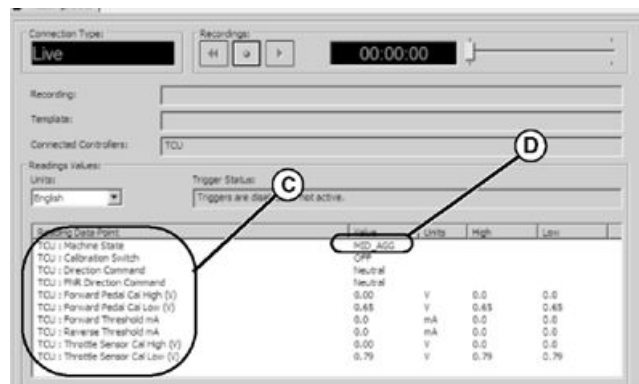 Connection Type:
Recordings:
Live
00:00:00
Recording:
Template:
Connected Controllers: TCU
Readings Values:
Units:
Trigger Status:
English
Triggers are not active.
C
D
Reading Data Point Value Units High Low
TCU : Machine State MID_AGG
TCU : Calibration Switch OFF
TCU : Direction Command Neutral
TCU : FNR Direction Command Neutral
TCU : Forward Pedal Cal High (V) 0.00 V 0.0 0.0
TCU : Forward Pedal Cal Low (V) 0.65 V 0.65 0.65
TCU : Forward Threshold mA 0.0 mA 0.0 0.0
TCU : Reverse Threshold mA 0.0 mA 0.0 0.0
TCU : Throttle Sensor Cal High (V) 0.00 V 0.0 0.0
TCU : Throttle Sensor Cal Low (V) 0.79 V 0.79 0.79